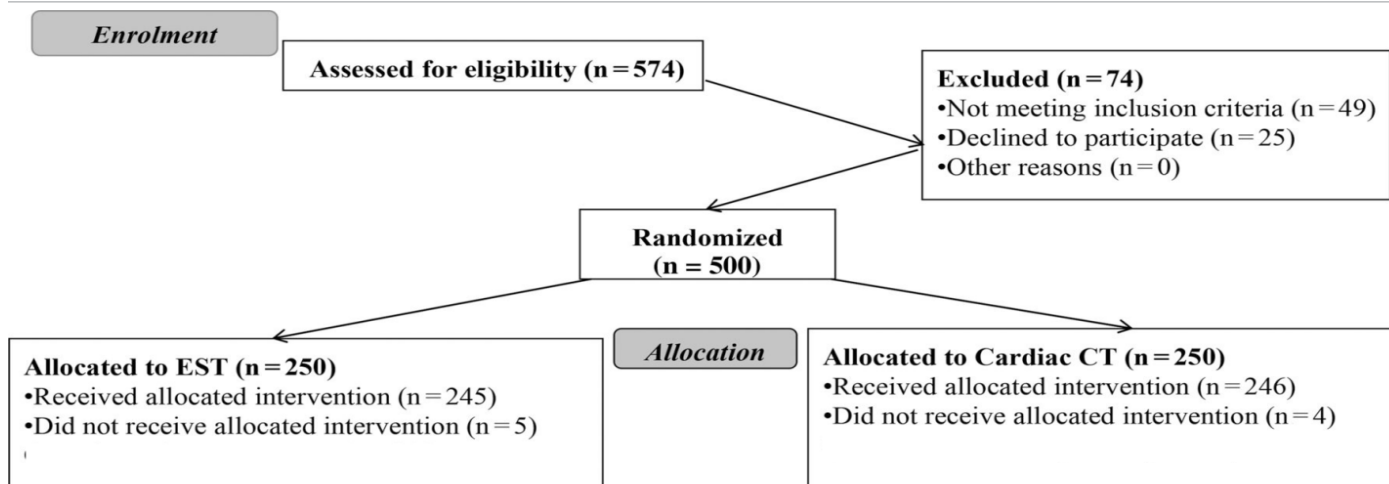 Enrolment
Assessed for eligibility (n = 574)
Excluded (n = 74)
•Not meeting inclusion criteria (n = 49)
•Declined to participate (n = 25)
•Other reasons (n = 0)
Randomized
(n = 500)
Allocated to EST (n = 250)
•Received allocated intervention (n = 245)
•Did not receive allocated intervention (n = 5)
Allocation
Allocated to Cardiac CT (n = 250)
•Received allocated intervention (n = 246)
•Did not receive allocated intervention (n = 4)